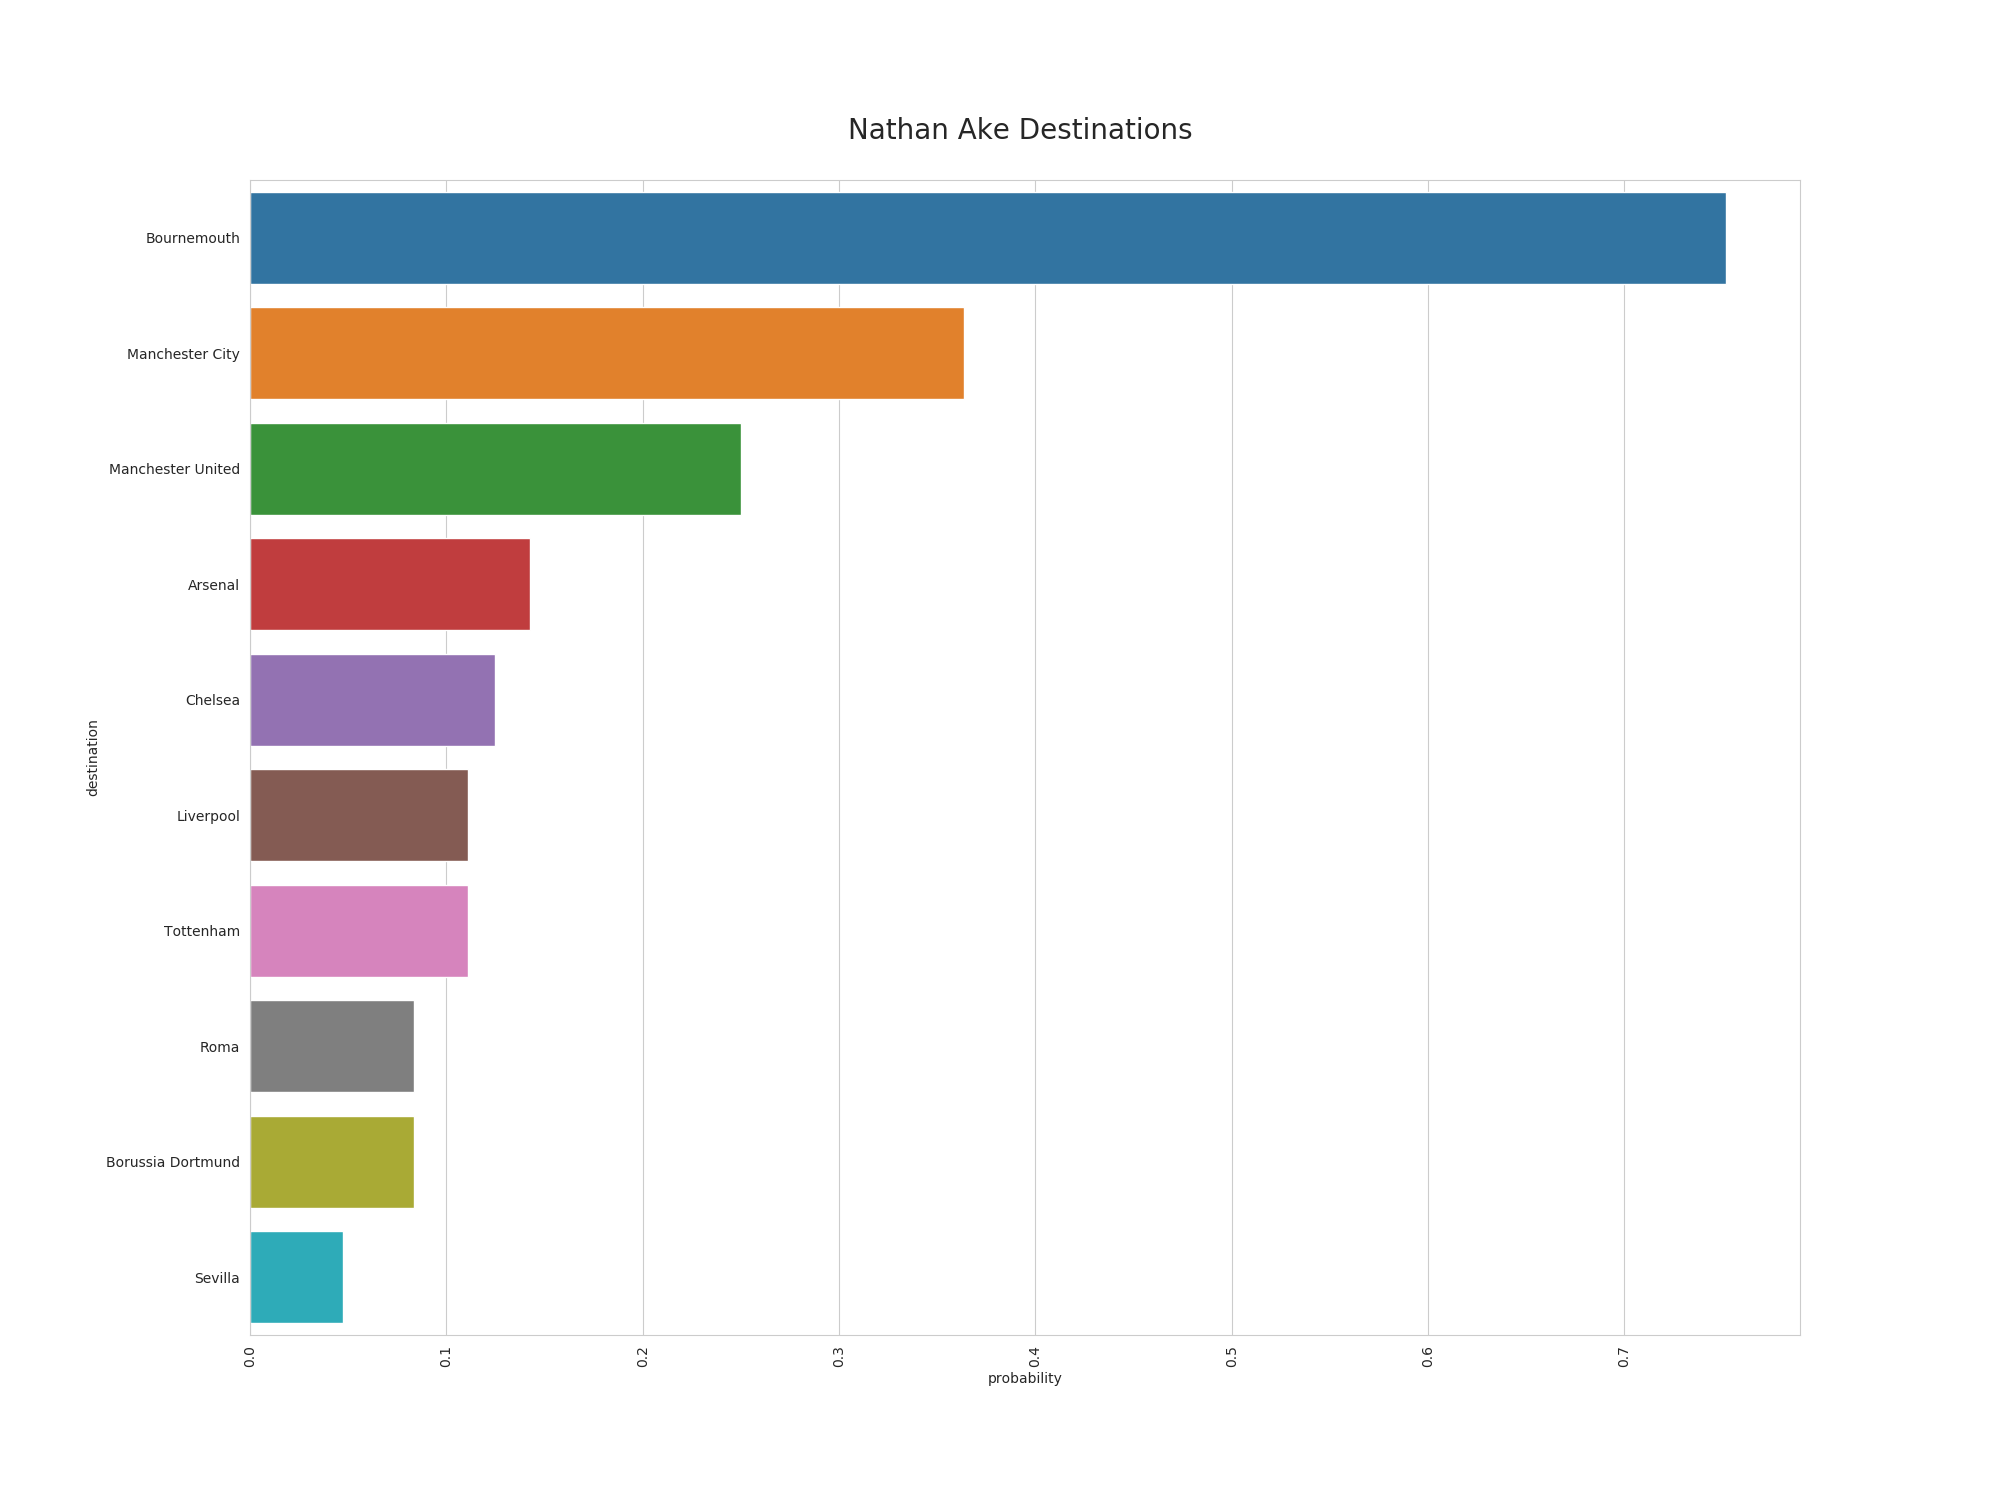 Nathan Ake Destinations
Bournemouth
Manchester City
Manchester United
Arsenal
Chelsea
destination
Liverpool
Tottenham
Roma
Borussia Dortmund
Sevilla
0.0 0.1 0.2 0.3 0.4 0.5 0.6 0.7
probability